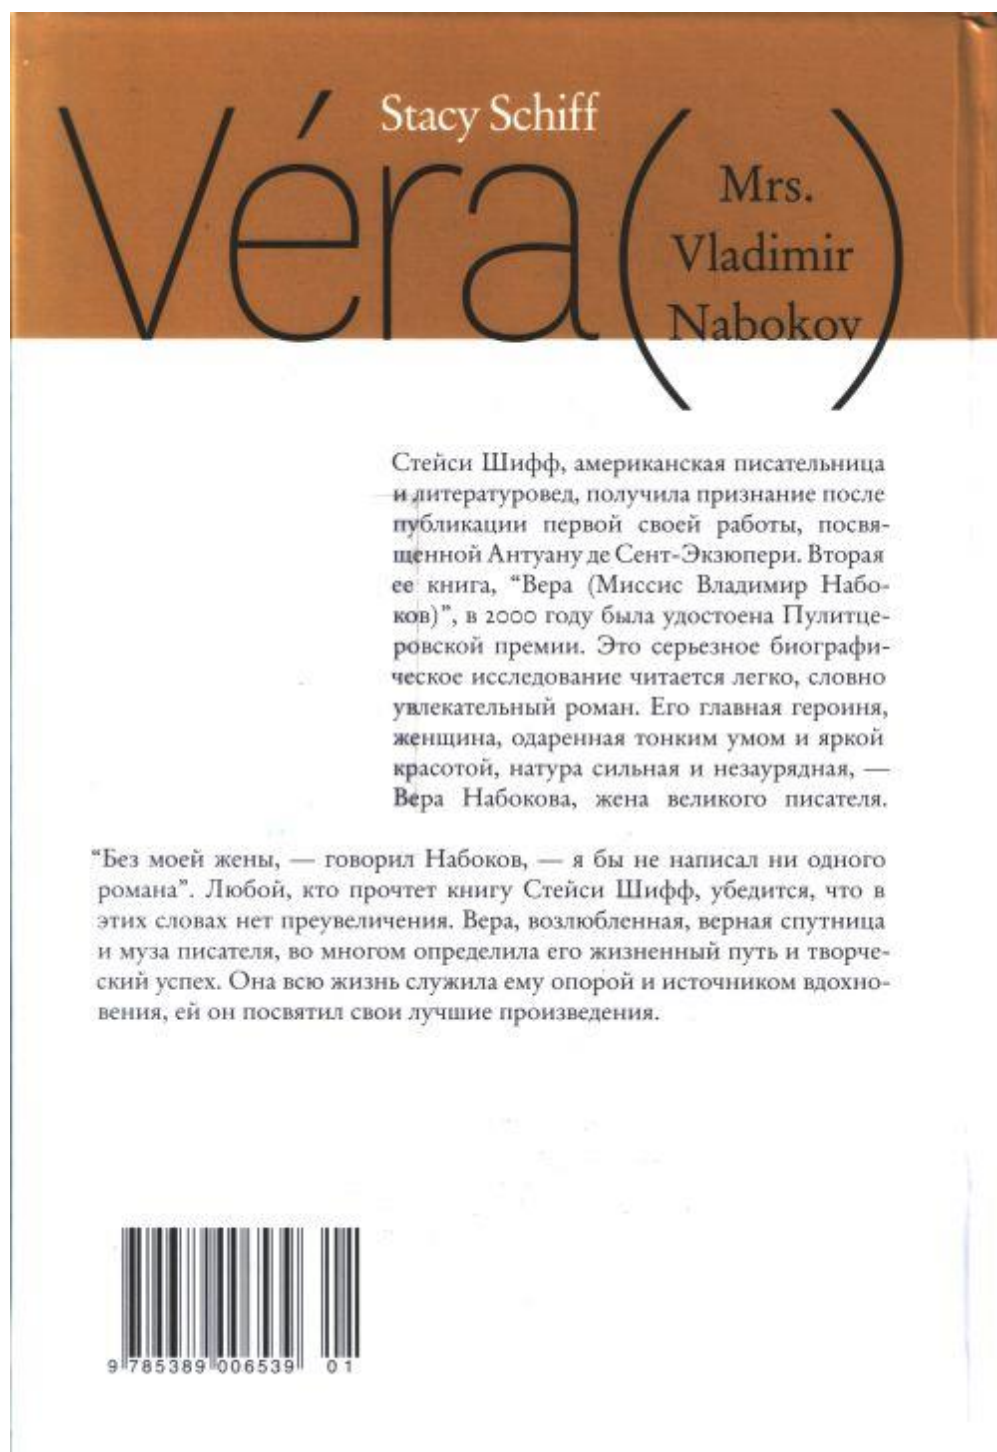 Stacy Schiff
Véra (Mrs.
Vladimir
Nabokov)
Стейси Шифф, американская писательница
и литературовед, получила признание после
публикации первой своей работы, посвя-
щенной Антуану де Сент-Экзюпери. Вторая
ее книга, “Вера (Миссис Владимир Набо-
ков)”, в 2000 году была удостоена Пулитце-
ровской премии. Это серьезное биографи-
ческое исследование читается легко, словно
увлекательный роман. Его главная героиня,
женщина, одаренная тонким умом и яркой
красотой, натура сильная и незаурядная, —
Вера Набокова, жена великого писателя.
“Без моей жены, — говорил Набоков, — я бы не написал ни одного
романа”. Любой, кто прочтет книгу Стейси Шифф, убедится, что в
этих словах нет преувеличения. Вера, возлюбленная, верная спутница
и муза писателя, во многом определила его жизненный путь и творче-
ский успех. Она всю жизнь служила ему опорой и источником вдохно-
вения, ей он посвятил свои лучшие произведения.
9 785389 006539 01